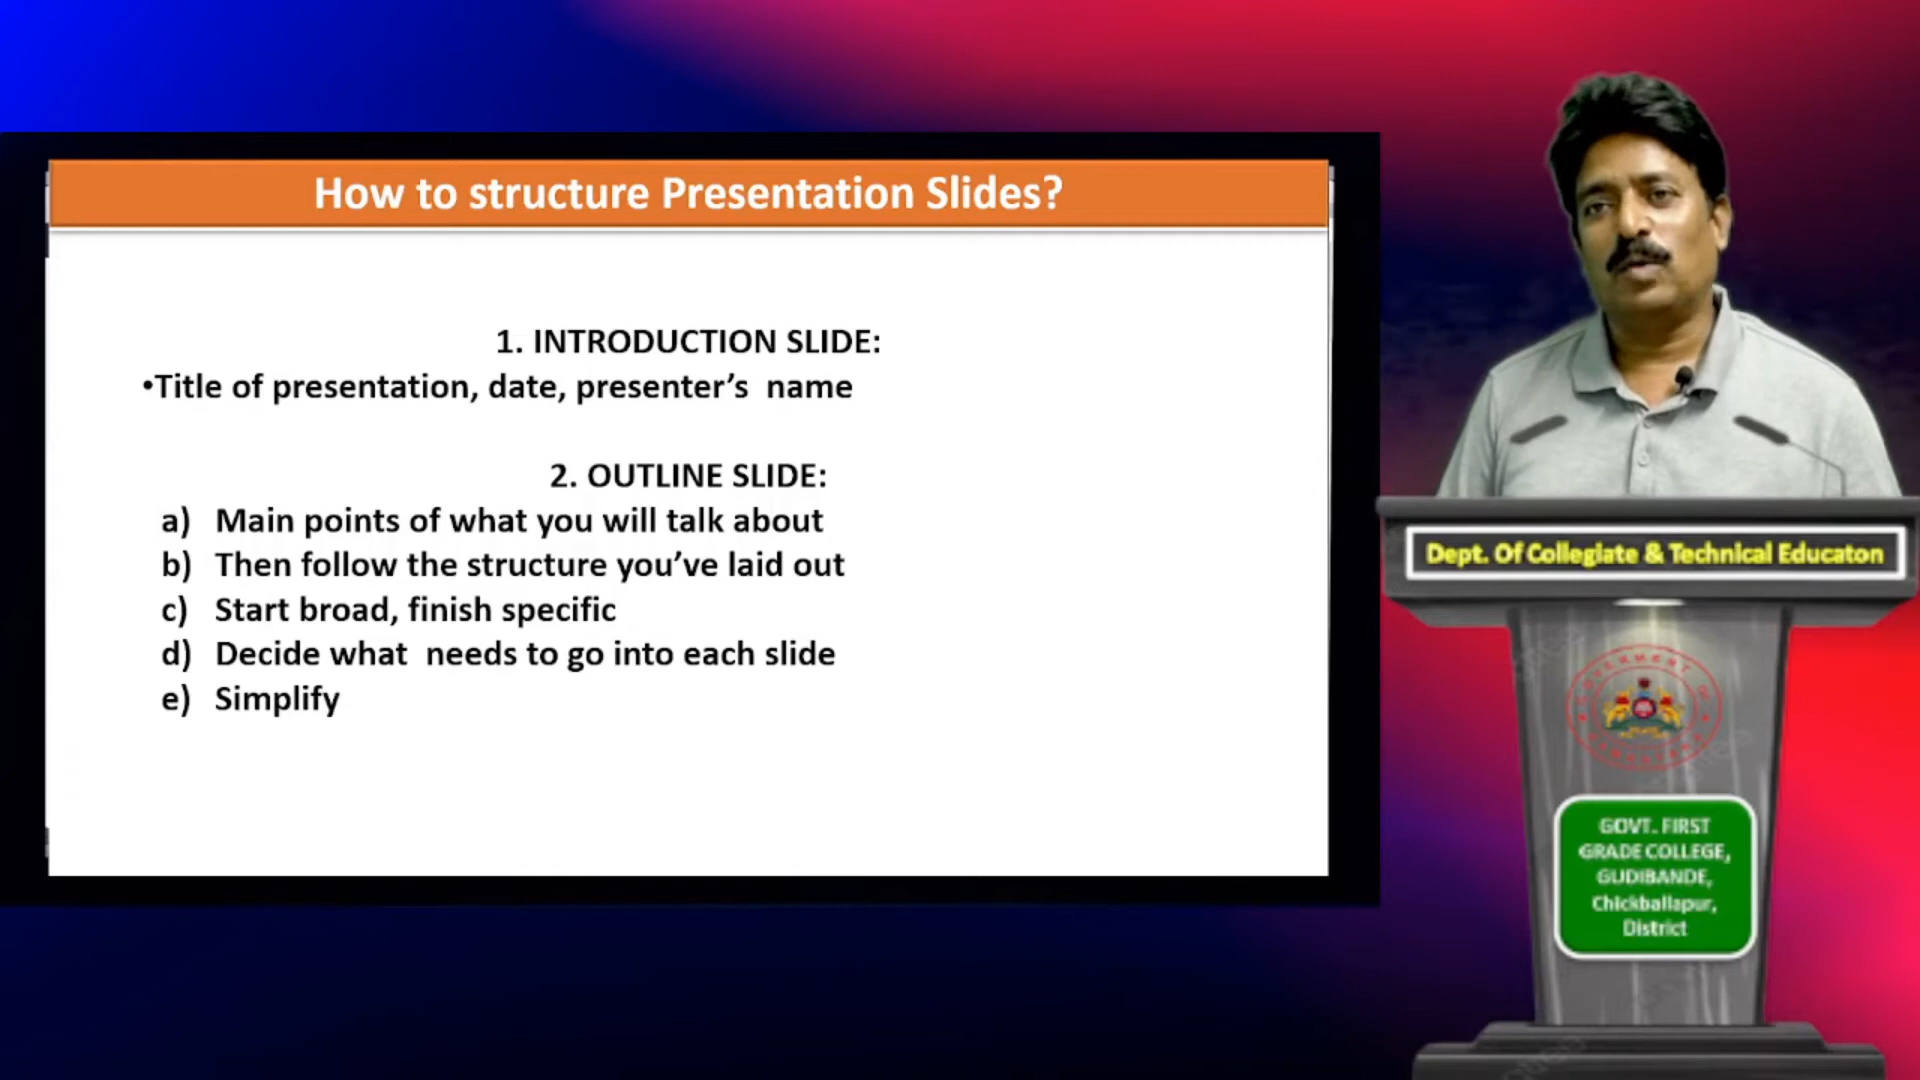 How to structure Presentation Slides?
1. INTRODUCTION SLIDE:
•Title of presentation, date, presenter's  name
2. OUTLINE SLIDE:
a) Main points of what you will talk about
b) Then follow the structure you've laid out
c) Start broad, finish specific
d) Decide what  needs to go into each slide
e) Simplify
Dept. Of Collegiate & Technical Educaton
GOVERNMENT OF
KARNATAKA
GOVT. FIRST
GRADE COLLEGE,
GUDIBANDE,
Chickballapur,
District